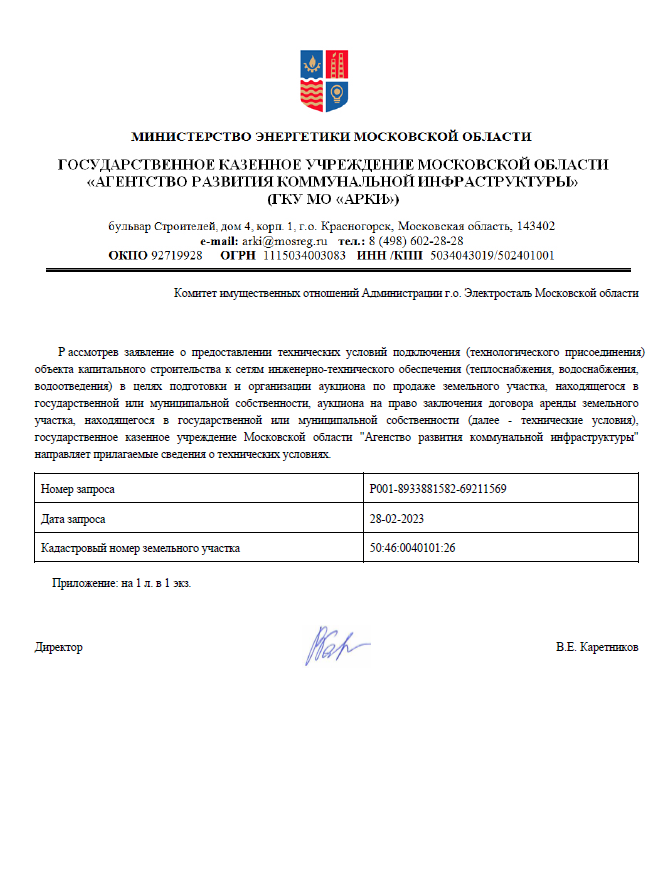 МИНИСТЕРСТВО ЭНЕРГЕТИКИ МОСКОВСКОЙ ОБЛАСТИ
ГОСУДАРСТВЕННОЕ КАЗЕННОЕ УЧРЕЖДЕНИЕ МОСКОВСКОЙ ОБЛАСТИ
«АГЕНТСТВО РАЗВИТИЯ КОММУНАЛЬНОЙ ИНФРАСТРУКТУРЫ»
(ГКУ МО «АРКИ»)
бульвар Строителей, дом 4, корп. 1, г.о. Красногорск, Московская область, 143402
e-mail: arki@mosreg.ru тел.: 8 (498) 602-28-28
ОКПО 92719928 ОГРН 1115034003083 ИНН /КПП 5034043019/502401001
Комитет имущественных отношений Администрации г.о. Электросталь Московской области
Рассмотрев заявление о предоставлении технических условий подключения (технологического присоединения)
объекта капитального строительства к сетям инженерно-технического обеспечения (теплоснабжения, водоснабжения,
водоотведения) в целях подготовки и организации аукциона по продаже земельного участка, находящегося в
государственной или муниципальной собственности, аукциона на право заключения договора аренды земельного
участка, находящегося в государственной или муниципальной собственности (далее - технические условия),
государственное казенное учреждение Московской области "Агенство развития коммунальной инфраструктуры"
направляет прилагаемые сведения о технических условиях.
Номер запроса P001-8933881582-69211569
Дата запроса 28-02-2023
Кадастровый номер земельного участка 50:46:0040101:26
Приложение: на 1 л. в 1 экз.
Директор В.Е. Каретников